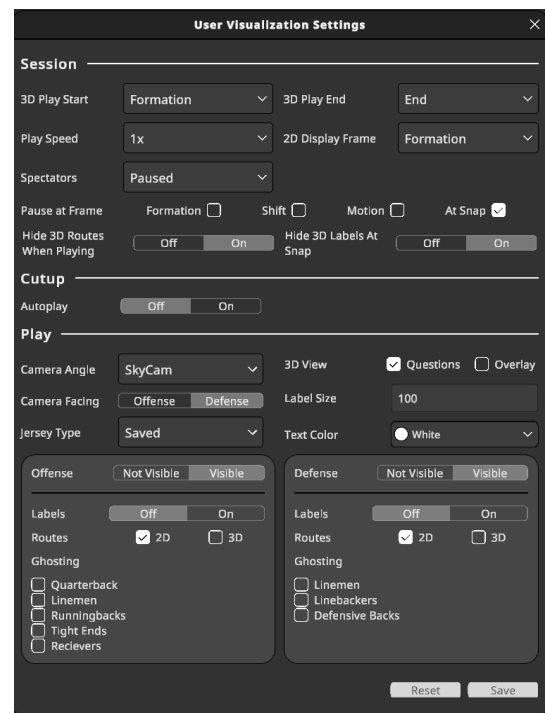 User Visualization Settings
Session
3D Play Start Formation 3D Play End End
Play Speed 1x 2D Display Frame Formation
Spectators Paused
Pause at Frame Formation Shift Motion At Snap
Hide 3D Routes When Playing Off On Hide 3D Labels At Snap Off On
Cutup
Autoplay Off On
Play
Camera Angle SkyCam 3D View Questions Overlay
Camera Facing Offense Defense Label Size 100
Jersey Type Saved Text Color White
Offense Not Visible Visible
Labels Off On
Routes 2D 3D
Ghosting
Quarterback
Linemen
Runningbacks
Tight Ends
Recievers
Defense Not Visible Visible
Labels Off On
Routes 2D 3D
Ghosting
Linemen
Linebackers
Defensive Backs
Reset Save